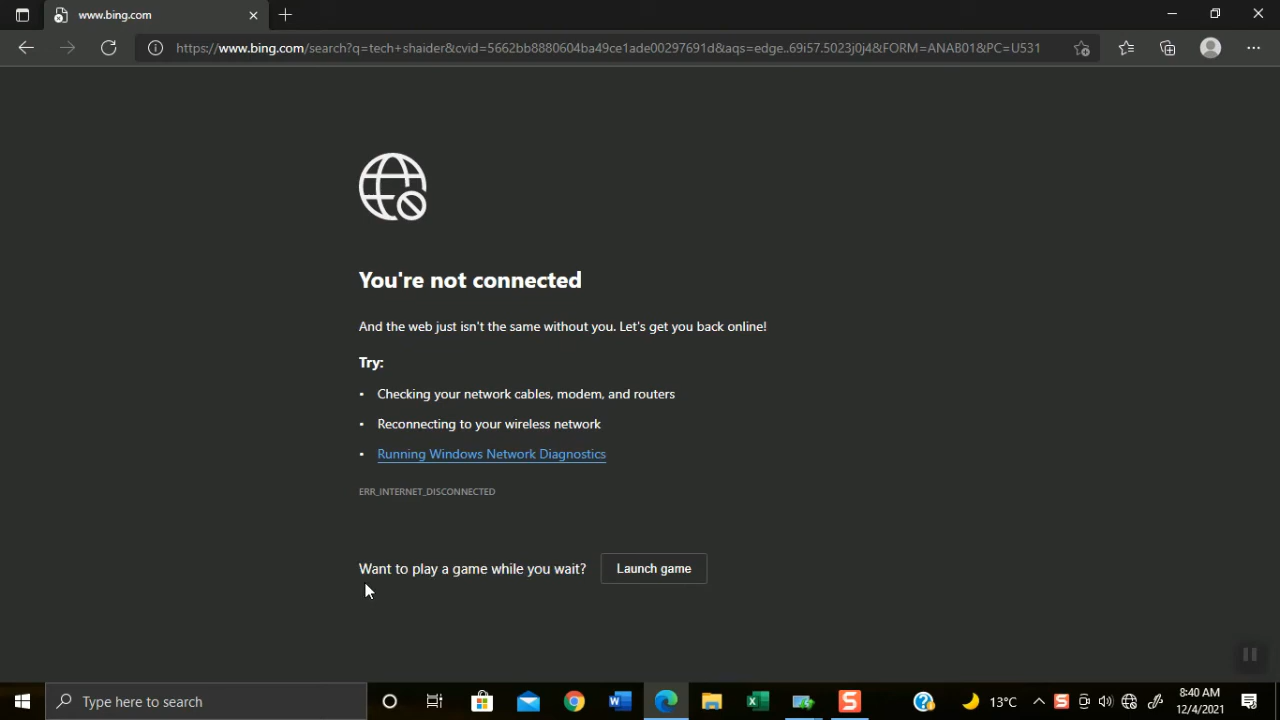 www.bing.com
https://www.bing.com/search?q=tech+shaider&cvid=5662bb8880604ba49ce1ade00297691d&aqs=edge..69i57.5023j0j4&FORM=ANAB01&PC=U531
You're not connected
And the web just isn't the same without you. Let's get you back online!
Try:
• Checking your network cables, modem, and routers
• Reconnecting to your wireless network
• Running Windows Network Diagnostics
ERR_INTERNET_DISCONNECTED
Want to play a game while you wait? Launch game
Type here to search
13°C
8:40 AM
12/4/2021